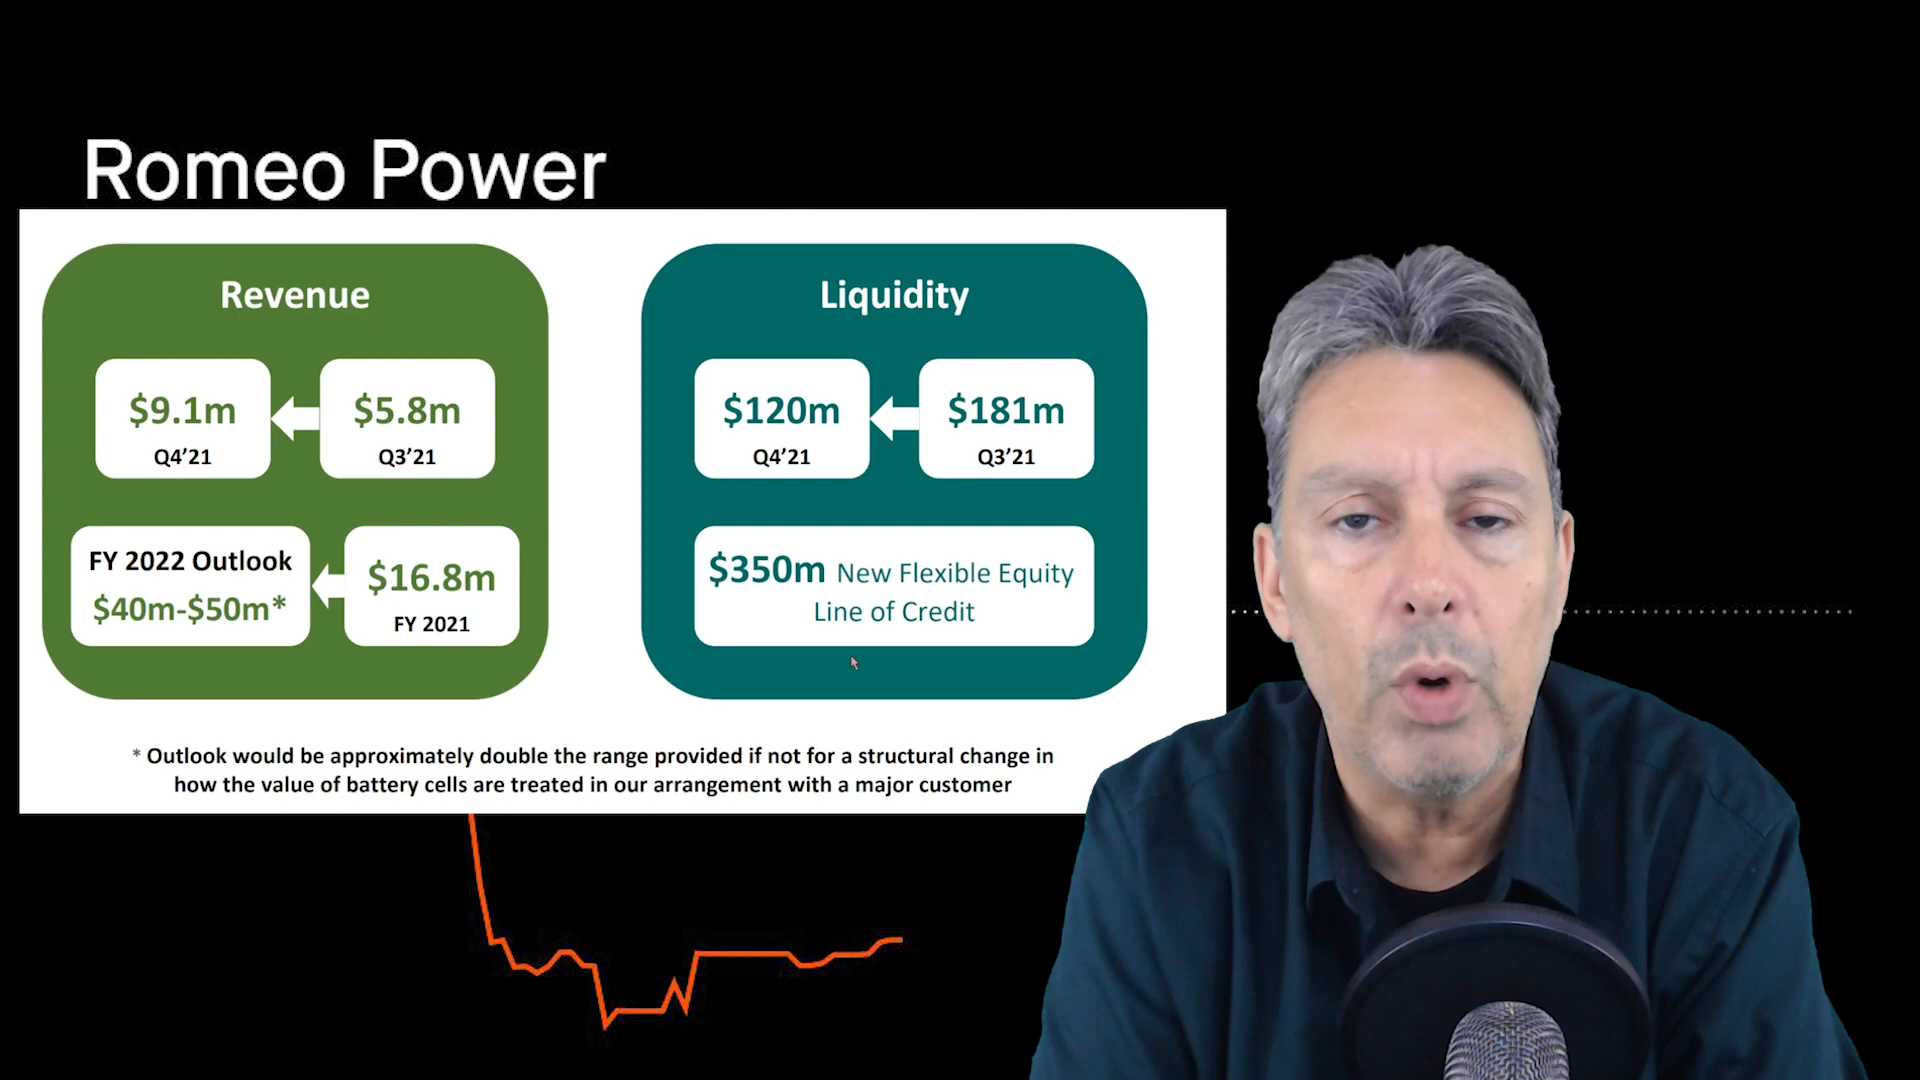 Romeo Power
Revenue
$9.1m
Q4’21
$5.8m
Q3’21
FY 2022 Outlook
$40m-$50m*
$16.8m
FY 2021
Liquidity
$120m
Q4’21
$181m
Q3’21
$350m New Flexible Equity
Line of Credit
* Outlook would be approximately double the range provided if not for a structural change in
how the value of battery cells are treated in our arrangement with a major customer